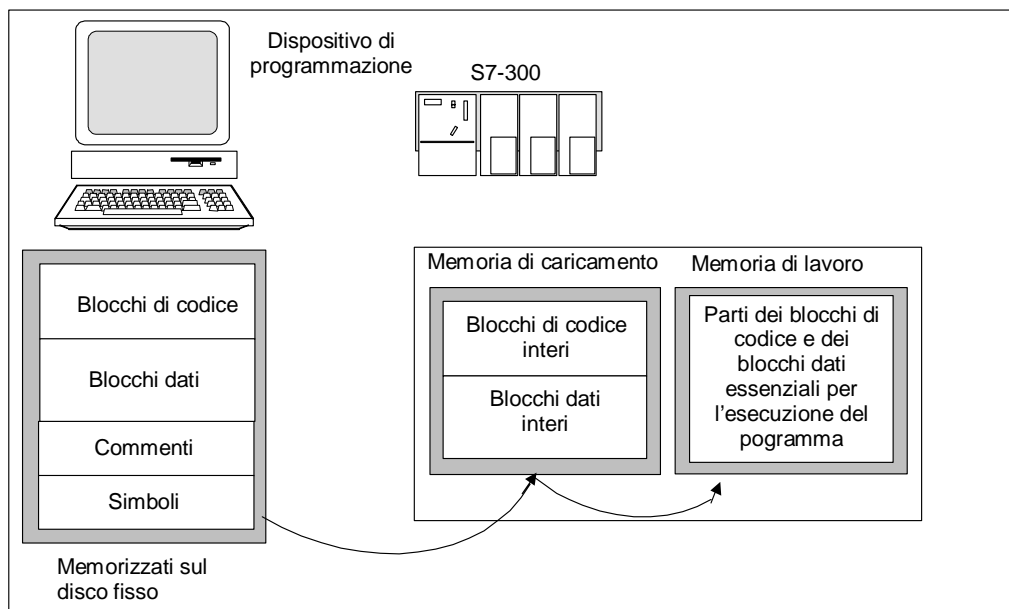 Dispositivo di
programmazione
S7-300
Memoria di caricamento
Memoria di lavoro
Blocchi di codice
Blocchi dati
Commenti
Simboli
Blocchi di codice
interi
Blocchi dati
interi
Parti dei blocchi di
codice e dei
blocchi dati
essenziali per
l'esecuzione del
pogramma
Memorizzati sul
disco fisso